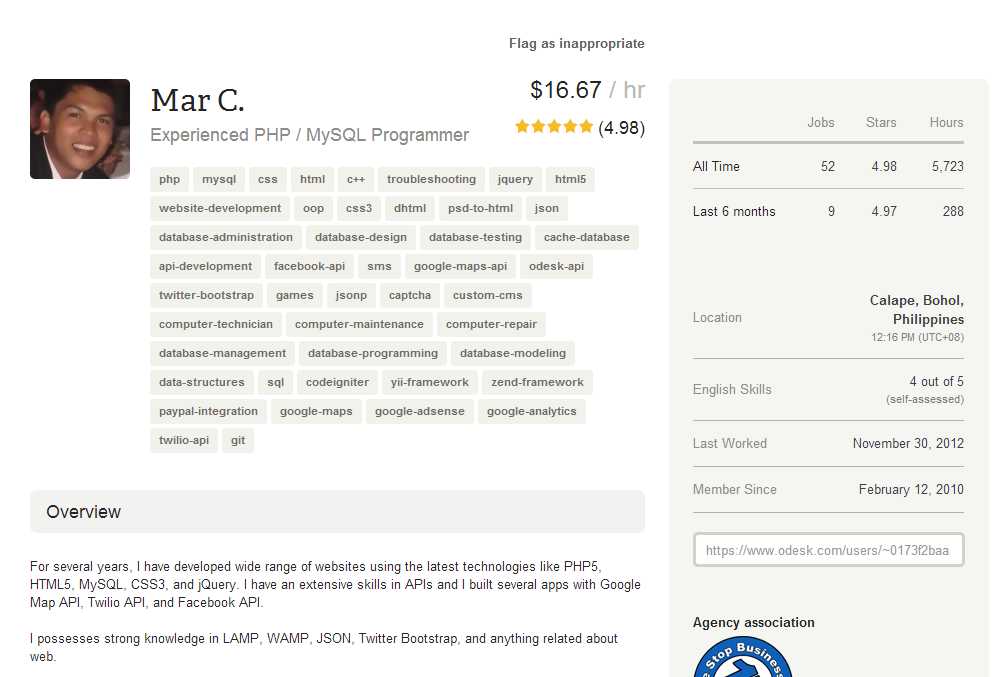 Flag as inappropriate
Mar C.
$16.67 / hr
Experienced PHP / MySQL Programmer
(4.98)
php mysql css html c++ troubleshooting jquery html5
website-development oop css3 dhtml psd-to-html json
database-administration database-design database-testing cache-database
api-development facebook-api sms google-maps-api odesk-api
twitter-bootstrap games jsonp captcha custom-cms
computer-technician computer-maintenance computer-repair
database-management database-programming database-modeling
data-structures sql codeigniter yii-framework zend-framework
paypal-integration google-maps google-adsense google-analytics
twilio-api git
Overview
For several years, I have developed wide range of websites using the latest technologies like PHP5,
HTML5, MySQL, CSS3, and jQuery. I have an extensive skills in APIs and I built several apps with Google
Map API, Twilio API, and Facebook API.
I possesses strong knowledge in LAMP, WAMP, JSON, Twitter Bootstrap, and anything related about
web.
Jobs Stars Hours
All Time 52 4.98 5,723
Last 6 months 9 4.97 288
Location Calape, Bohol,
Philippines
12:16 PM (UTC+08)
English Skills 4 out of 5
(self-assessed)
Last Worked November 30, 2012
Member Since February 12, 2010
https://www.odesk.com/users/~0173f2baa
Agency association
Stop Business